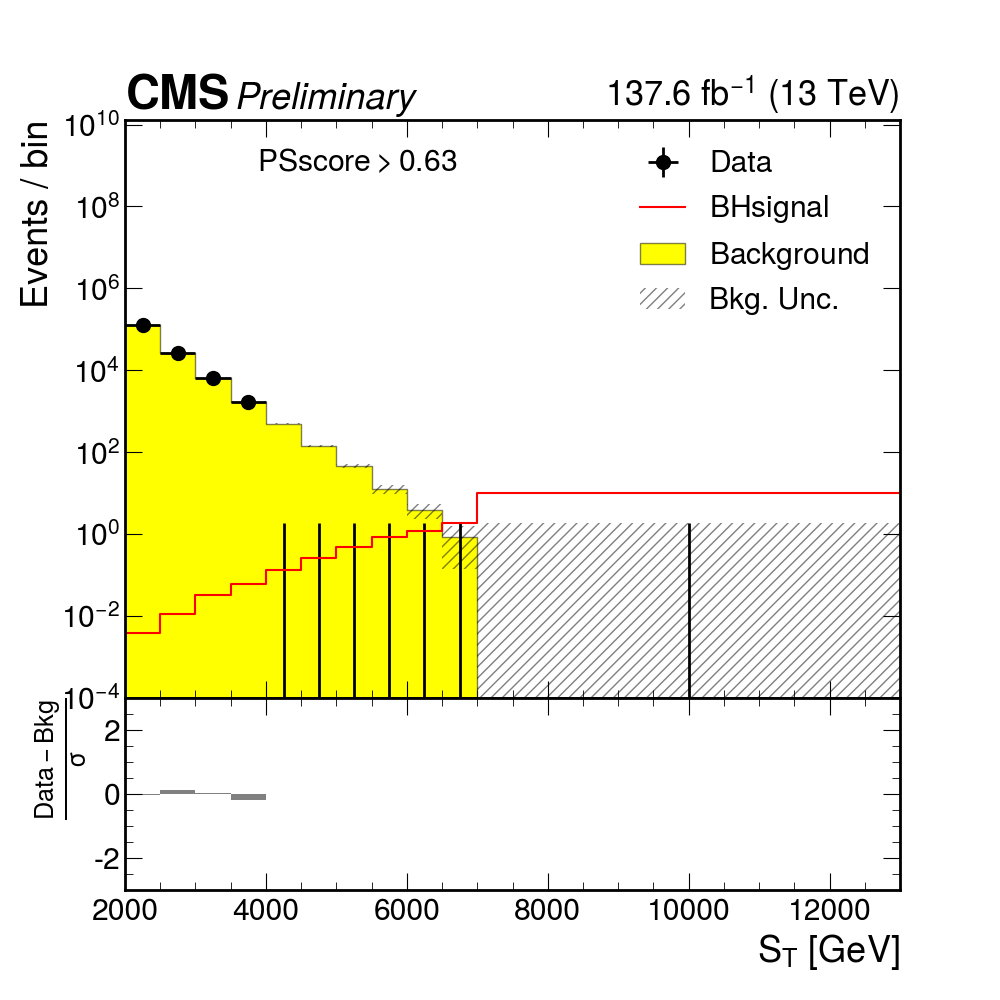 CMS Preliminary
137.6 fb⁻¹ (13 TeV)
Events / bin
10¹⁰
10⁸
10⁶
10⁴
10²
10⁰
10⁻²
10⁻⁴
PSscore > 0.63
Data
BHsignal
Background
Bkg. Unc.
Data – Bkg
σ
2
0
-2
2000 4000 6000 8000 10000 12000
S_T [GeV]